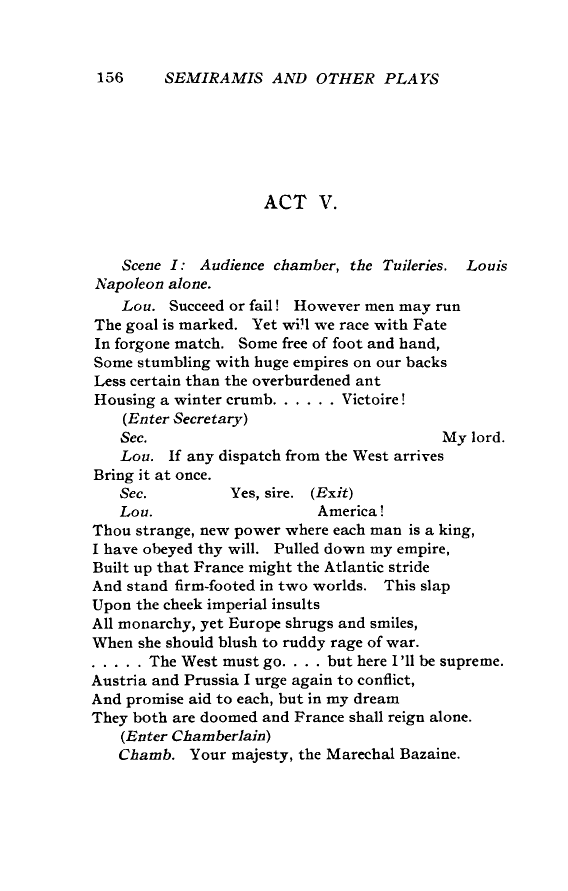 156 SEMIRAMIS AND OTHER PLAYS
ACT V.
Scene I: Audience chamber, the Tuileries. Louis
Napoleon alone.
Lou. Succeed or fail! However men may run
The goal is marked. Yet will we race with Fate
In forgone match. Some free of foot and hand,
Some stumbling with huge empires on our backs
Less certain than the overburdened ant
Housing a winter crumb. . . . . . Victoire!
(Enter Secretary)
Sec. My lord.
Lou. If any dispatch from the West arrives
Bring it at once.
Sec. Yes, sire. (Exit)
Lou. America!
Thou strange, new power where each man is a king,
I have obeyed thy will. Pulled down my empire,
Built up that France might the Atlantic stride
And stand firm-footed in two worlds. This slap
Upon the cheek imperial insults
All monarchy, yet Europe shrugs and smiles,
When she should blush to ruddy rage of war.
. . . . . The West must go. . . . but here I'll be supreme.
Austria and Prussia I urge again to conflict,
And promise aid to each, but in my dream
They both are doomed and France shall reign alone.
(Enter Chamberlain)
Chamb. Your majesty, the Marechal Bazaine.